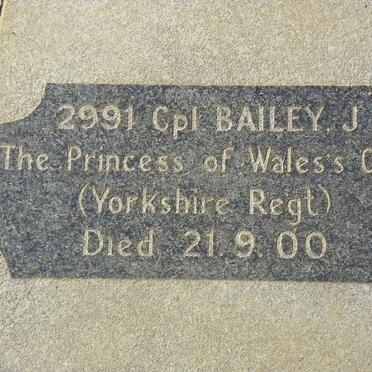 2991 Cpl BAILEY. J
The Princess of Wales's
(Yorkshire Regt)
Died 21.9.00